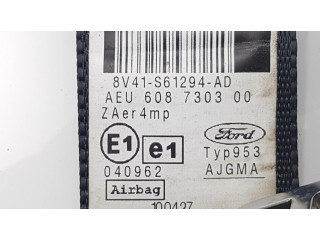 8V41-S61294-AD
AEU 608 7303 00
ZAer4mp
E1 e1 Ford
Typ953
040962 AJGMA
Airbag
100427